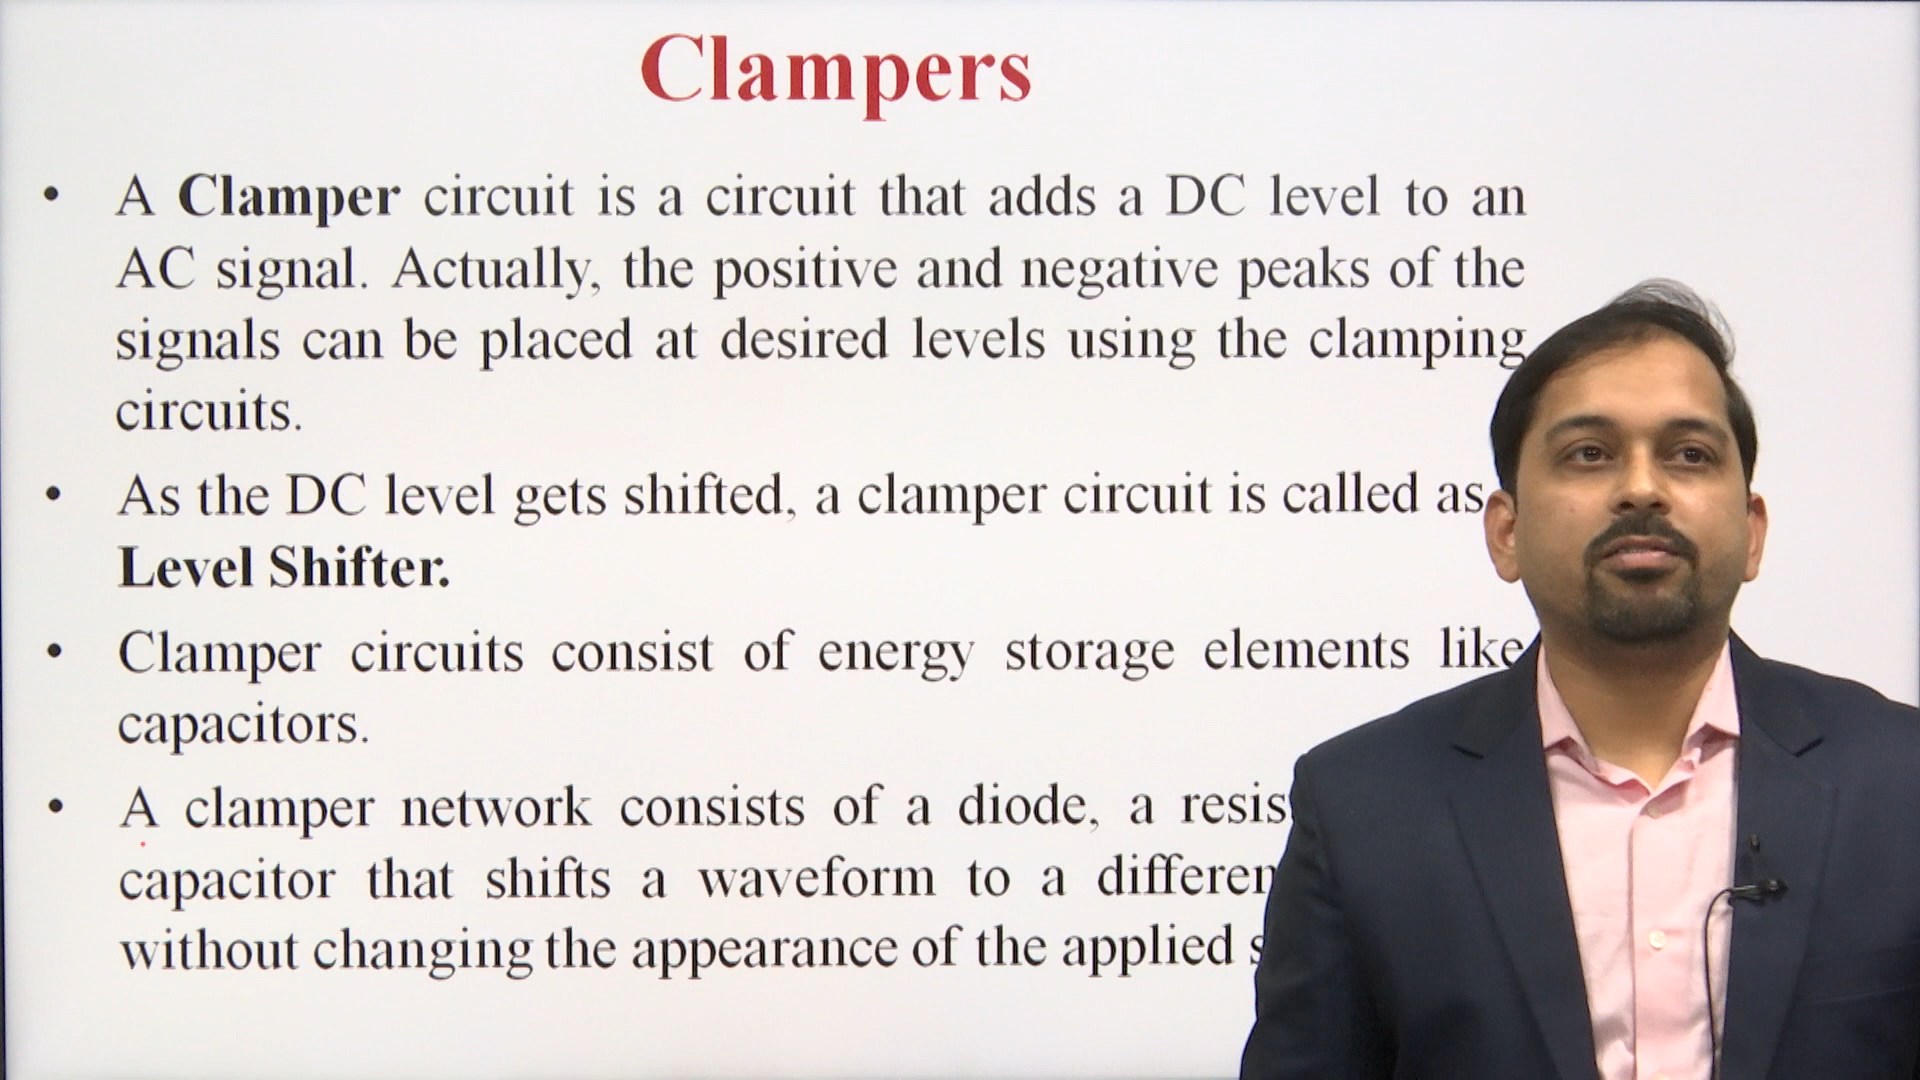 Clampers
• A Clamper circuit is a circuit that adds a DC level to an
AC signal. Actually, the positive and negative peaks of the
signals can be placed at desired levels using the clamping
circuits.
• As the DC level gets shifted, a clamper circuit is called as
Level Shifter.
• Clamper circuits consist of energy storage elements like
capacitors.
• A clamper network consists of a diode, a
capacitor that shifts a waveform to a
without changing the appearance of the applied